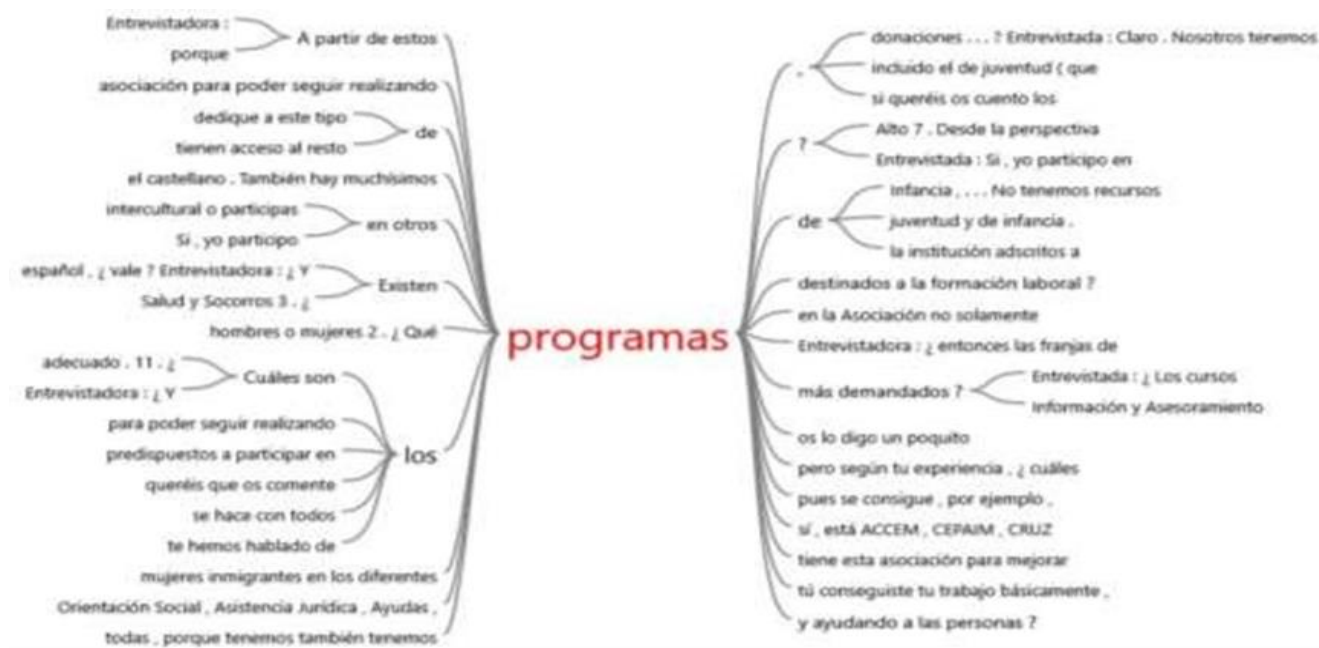 Entrevistadora :
porque
A partir de estos
asociación para poder seguir realizando
dedique a este tipo
tienen acceso al resto
de
el castellano . También hay muchísimos
intercultural o participas
Si , yo participo
en otros
español , ¿ vale ? Entrevistadora : ¿ Y
Salud y Socorros 3 . ¿
Existen
hombres o mujeres 2 . ¿ Qué
adecuado . 11 . ¿
Entrevistadora : ¿ Y
Cuáles son
para poder seguir realizando
predispuestos a participar en
queréis que os comente
se hace con todos
te hemos hablado de
los
mujeres inmigrantes en los diferentes
Orientación Social , Asistencia Jurídica , Ayudas ,
todas , porque tenemos también tenemos
programas
,
donaciones . . . ? Entrevistada : Claro . Nosotros tenemos
incluido el de juventud ( que
si queréis os cuento los
?
Alto 7 . Desde la perspectiva
Entrevistada : Si , yo participo en
de
Infancia , . . . No tenemos recursos
juventud y de infancia .
la institución adscritos a
destinados a la formación laboral ?
en la Asociación no solamente
Entrevistadora : ¿ entonces las franjas de
más demandados ?
Entrevistada : ¿ Los cursos
Información y Asesoramiento
os lo digo un poquito
pero según tu experiencia , ¿ cuáles
pues se consigue , por ejemplo ,
sí , está ACCEM , CEPAIM , CRUZ
tiene esta asociación para mejorar
tú conseguiste tu trabajo básicamente ,
y ayudando a las personas ?